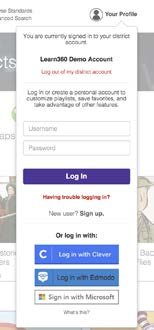 se Standards
anced Search
Your Profile
You are currently signed in to your district
account.
Learn360 Demo Account
Log out of my district account
Log in or create a personal account to
customize playlists, save favorites, and
take advantage of other features.
Username
Password
Log In
Having trouble logging in?
New user? Sign up.
Or log in with:
C
Log in with Clever
Log in with Edmodo
Sign in with Microsoft
What's this?